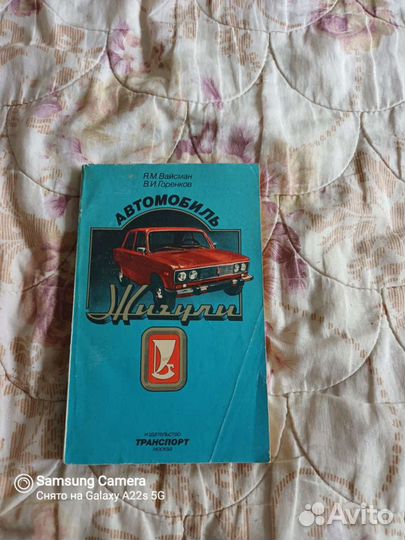 Я.М. Вайсман
В.И. Горенков
АВТОМОБИЛЬ
Жигули
ИЗДАТЕЛЬСТВО
ТРАНСПОРТ
МОСКВА
Samsung Camera
Снято на Galaxy A22s 5G
Avito